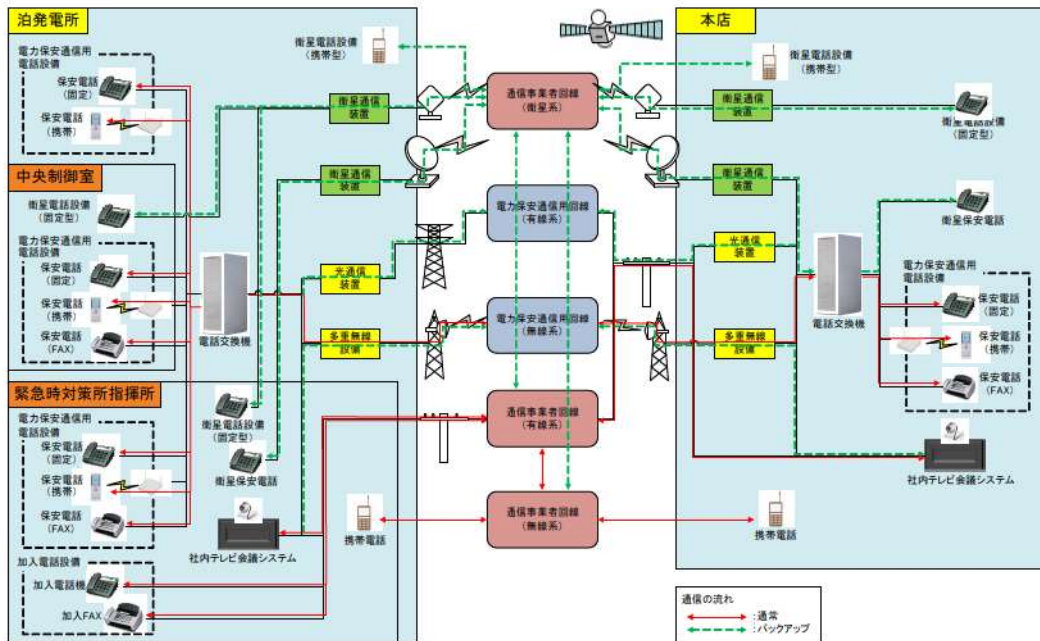 泊発電所
電力保安通信用
電話設備
保安電話
(固定)
保安電話
(携帯)
中央制御室
衛星電話設備
(固定型)
電力保安通信用
電話設備
保安電話
(固定)
保安電話
(携帯)
保安電話
(FAX)
電話交換機
緊急時対策所指揮所
電力保安通信用
電話設備
保安電話
(固定)
保安電話
(携帯)
保安電話
(FAX)
加入電話設備
加入電話機
加入FAX
衛星電話設備
(携帯型)
衛星通信
装置
衛星通信
装置
光通信
装置
多重無線
設備
衛星電話設備
(固定型)
衛星保安電話
社内テレビ会議システム
携帯電話
通信事業者回線
(衛星系)
電力保安通信用回線
(有線系)
電力保安通信用回線
(無線系)
通信事業者回線
(有線系)
通信事業者回線
(無線系)
本店
衛星電話設備
(携帯型)
衛星通信
装置
衛星電話設備
(固定型)
衛星通信
装置
衛星保安電話
光通信
装置
多重無線
設備
電話交換機
電力保安通信用
電話設備
保安電話
(固定)
保安電話
(携帯)
保安電話
(FAX)
社内テレビ会議システム
携帯電話
通信の流れ
:通常
:バックアップ